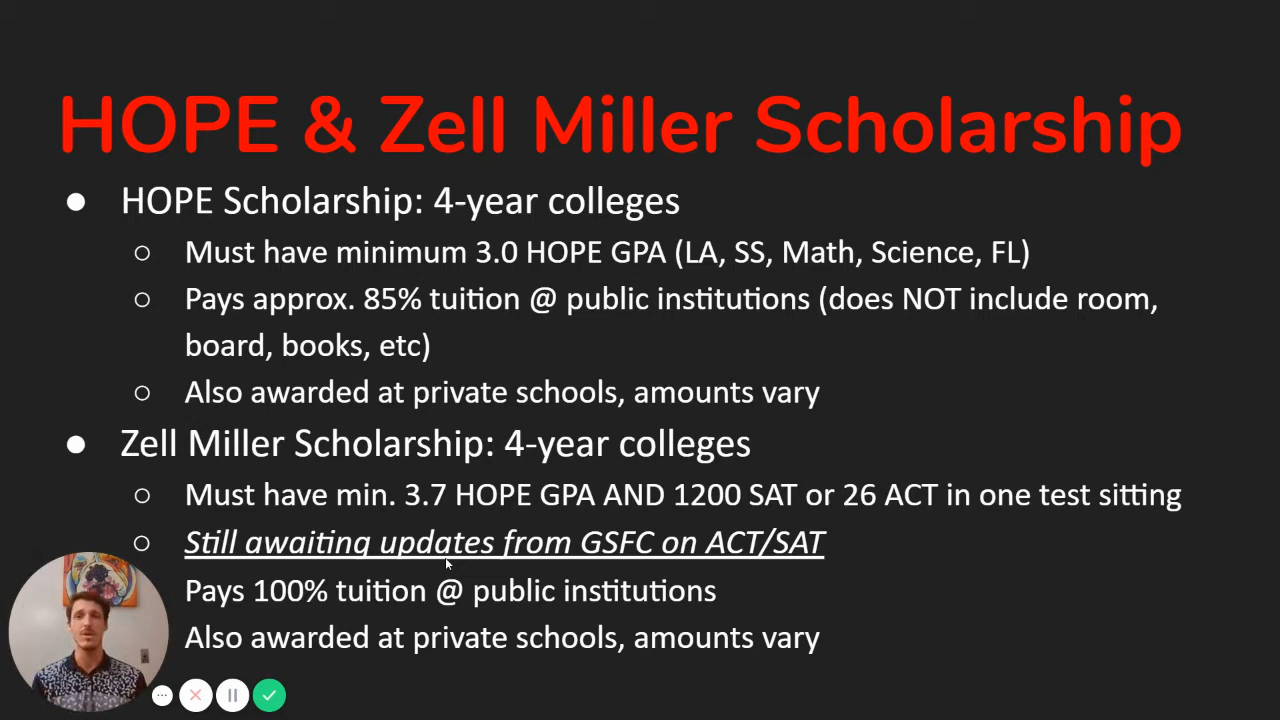 HOPE & Zell Miller Scholarship
● HOPE Scholarship: 4-year colleges
○ Must have minimum 3.0 HOPE GPA (LA, SS, Math, Science, FL)
○ Pays approx. 85% tuition @ public institutions (does NOT include room,
board, books, etc)
○ Also awarded at private schools, amounts vary
● Zell Miller Scholarship: 4-year colleges
○ Must have min. 3.7 HOPE GPA AND 1200 SAT or 26 ACT in one test sitting
○ Still awaiting updates from GSFC on ACT/SAT
Pays 100% tuition @ public institutions
Also awarded at private schools, amounts vary